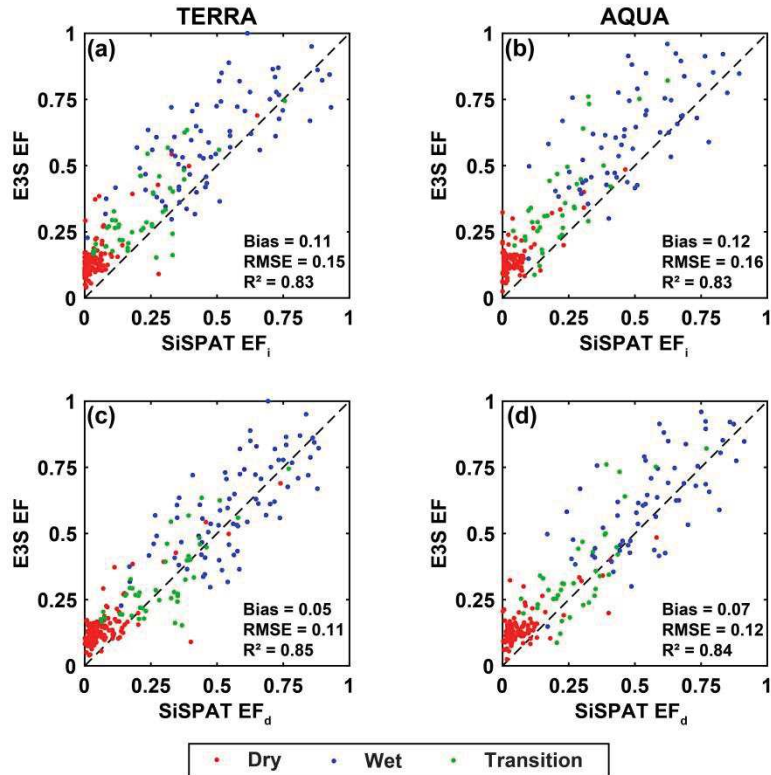 TERRA
AQUA
(a)
1
0.75
0.5
0.25
0
E3S EF
Bias = 0.11
RMSE = 0.15
R² = 0.83
0 0.25 0.5 0.75 1
SiSPAT EFi
(b)
1
0.75
0.5
0.25
0
E3S EF
Bias = 0.12
RMSE = 0.16
R² = 0.83
0 0.25 0.5 0.75 1
SiSPAT EFi
(c)
1
0.75
0.5
0.25
0
E3S EF
Bias = 0.05
RMSE = 0.11
R² = 0.85
0 0.25 0.5 0.75 1
SiSPAT EFd
(d)
1
0.75
0.5
0.25
0
E3S EF
Bias = 0.07
RMSE = 0.12
R² = 0.84
0 0.25 0.5 0.75 1
SiSPAT EFd
Dry Wet Transition